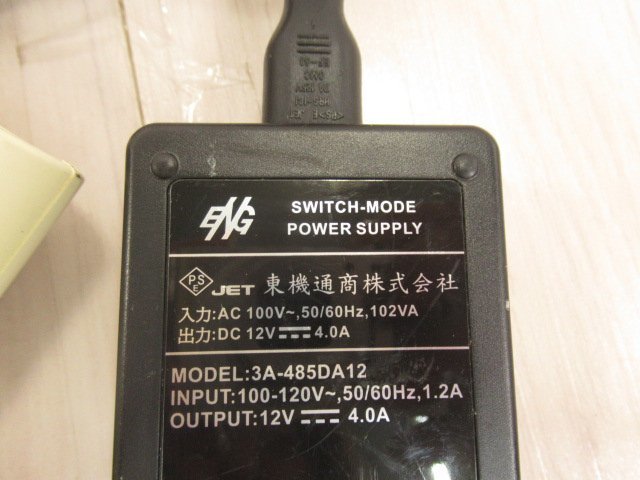 ENG
SWITCH-MODE
POWER SUPPLY
PS
E
JET 東機通商株式会社
入力:AC 100V~,50/60Hz,102VA
出力:DC 12V⎓4.0A
MODEL:3A-485DA12
INPUT:100-120V~,50/60Hz,1.2A
OUTPUT:12V⎓ 4.0A